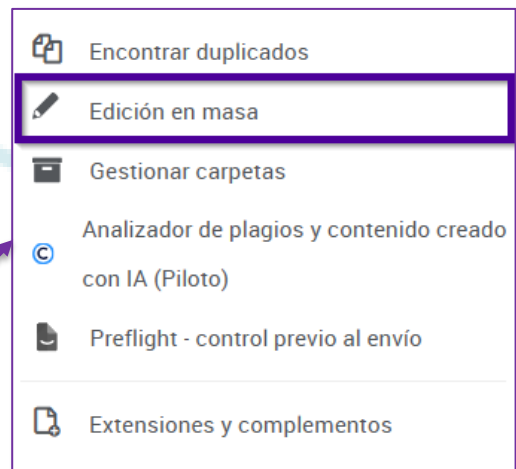 Encontrar duplicados
Edición en masa
Gestionar carpetas
Analizador de plagios y contenido creado
con IA (Piloto)
Preflight - control previo al envío
Extensiones y complementos